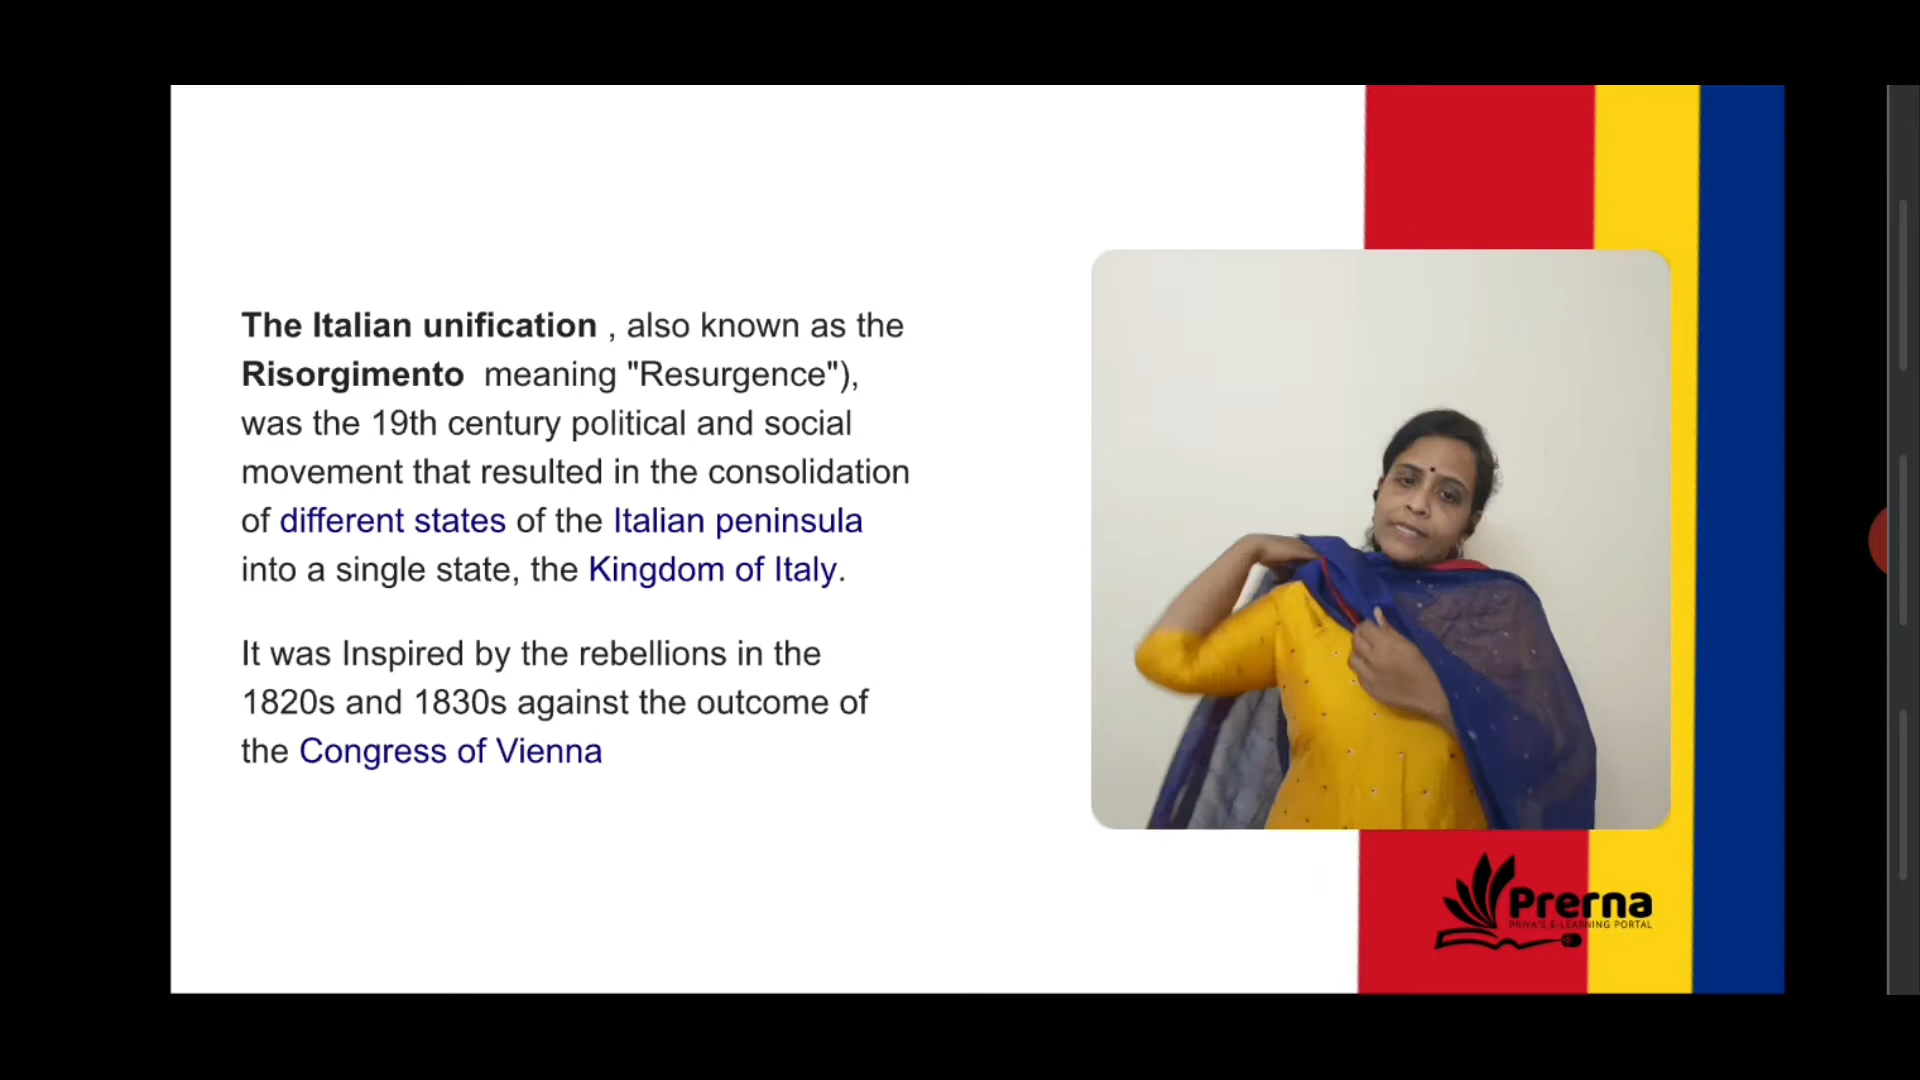 The Italian unification , also known as the
Risorgimento  meaning "Resurgence"),
was the 19th century political and social
movement that resulted in the consolidation
of different states of the Italian peninsula
into a single state, the Kingdom of Italy.
It was Inspired by the rebellions in the
1820s and 1830s against the outcome of
the Congress of Vienna
Prerna
PRIYA'S E-LEARNING PORTAL